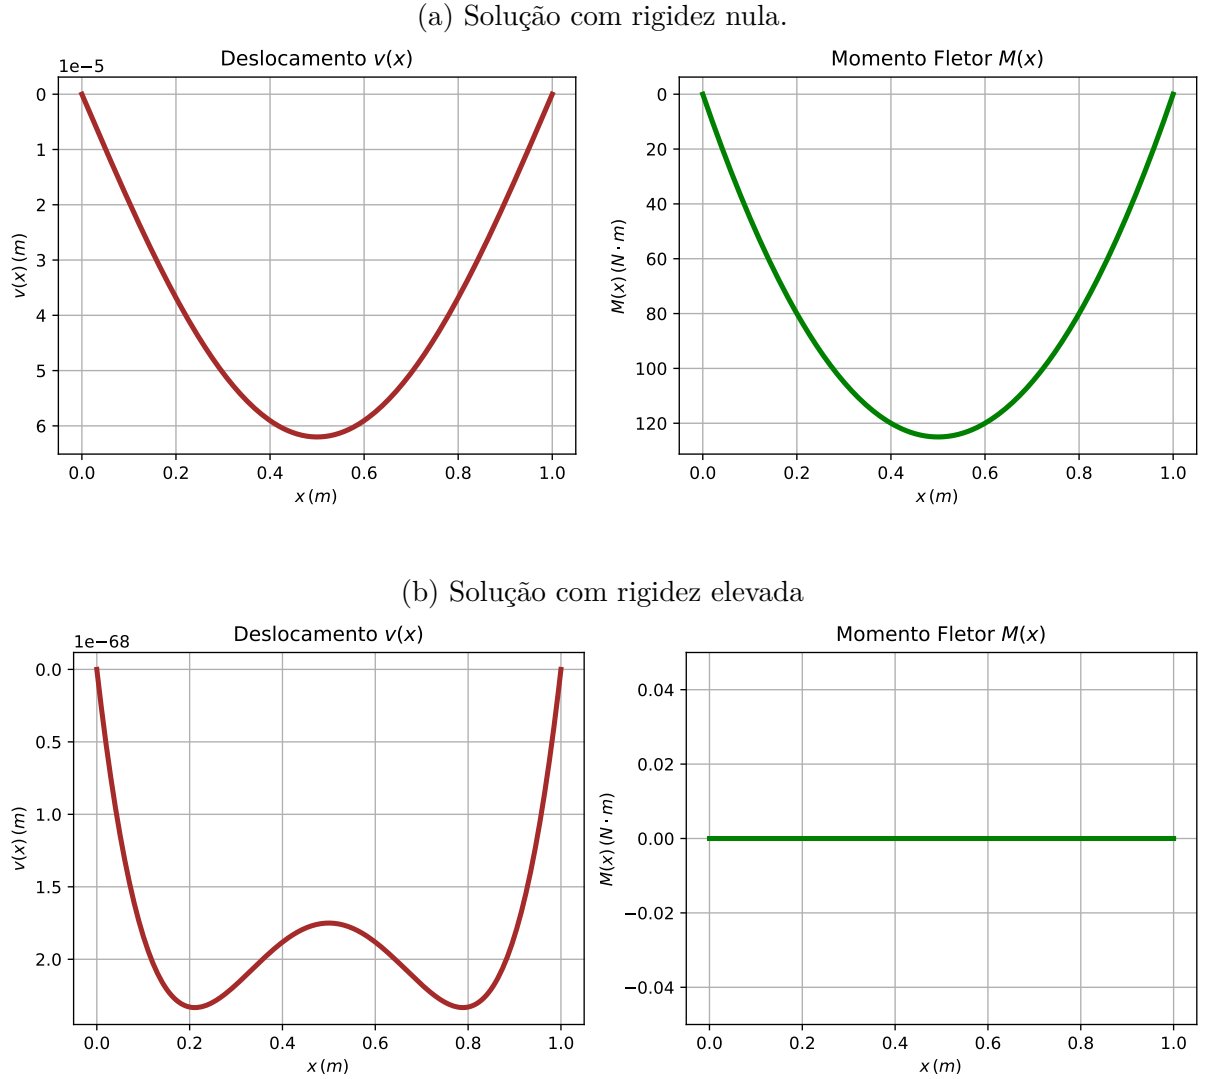 (a) Solução com rigidez nula.
Deslocamento v(x)
1e−5
0
1
2
3
4
5
6
v(x) (m)
0.0 0.2 0.4 0.6 0.8 1.0
x (m)
Momento Fletor M(x)
0
20
40
60
80
100
120
M(x) (N · m)
0.0 0.2 0.4 0.6 0.8 1.0
x (m)
(b) Solução com rigidez elevada
Deslocamento v(x)
1e−68
0.0
0.5
1.0
1.5
2.0
v(x) (m)
0.0 0.2 0.4 0.6 0.8 1.0
x (m)
Momento Fletor M(x)
0.04
0.02
0.00
−0.02
−0.04
M(x) (N · m)
0.0 0.2 0.4 0.6 0.8 1.0
x (m)